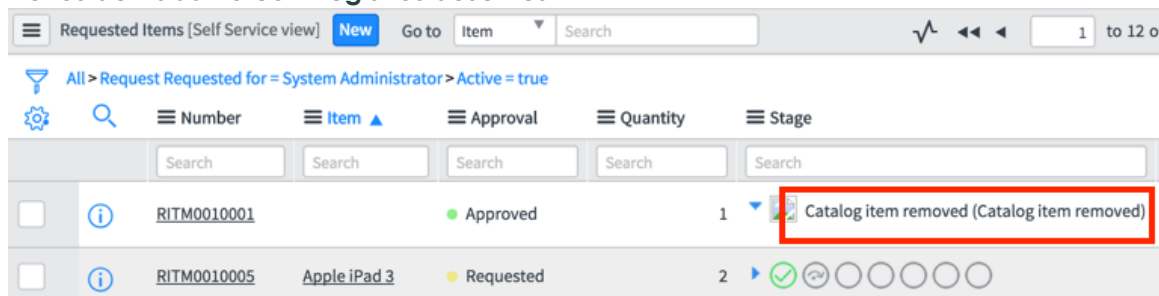 Requested Items [Self Service view] New Go to Item Search 1 to 12 o
All > Request Requested for = System Administrator > Active = true
Number Item Approval Quantity Stage
Search Search Search Search Search
RITM0010001 Approved 1 Catalog item removed (Catalog item removed)
RITM0010005 Apple iPad 3 Requested 2